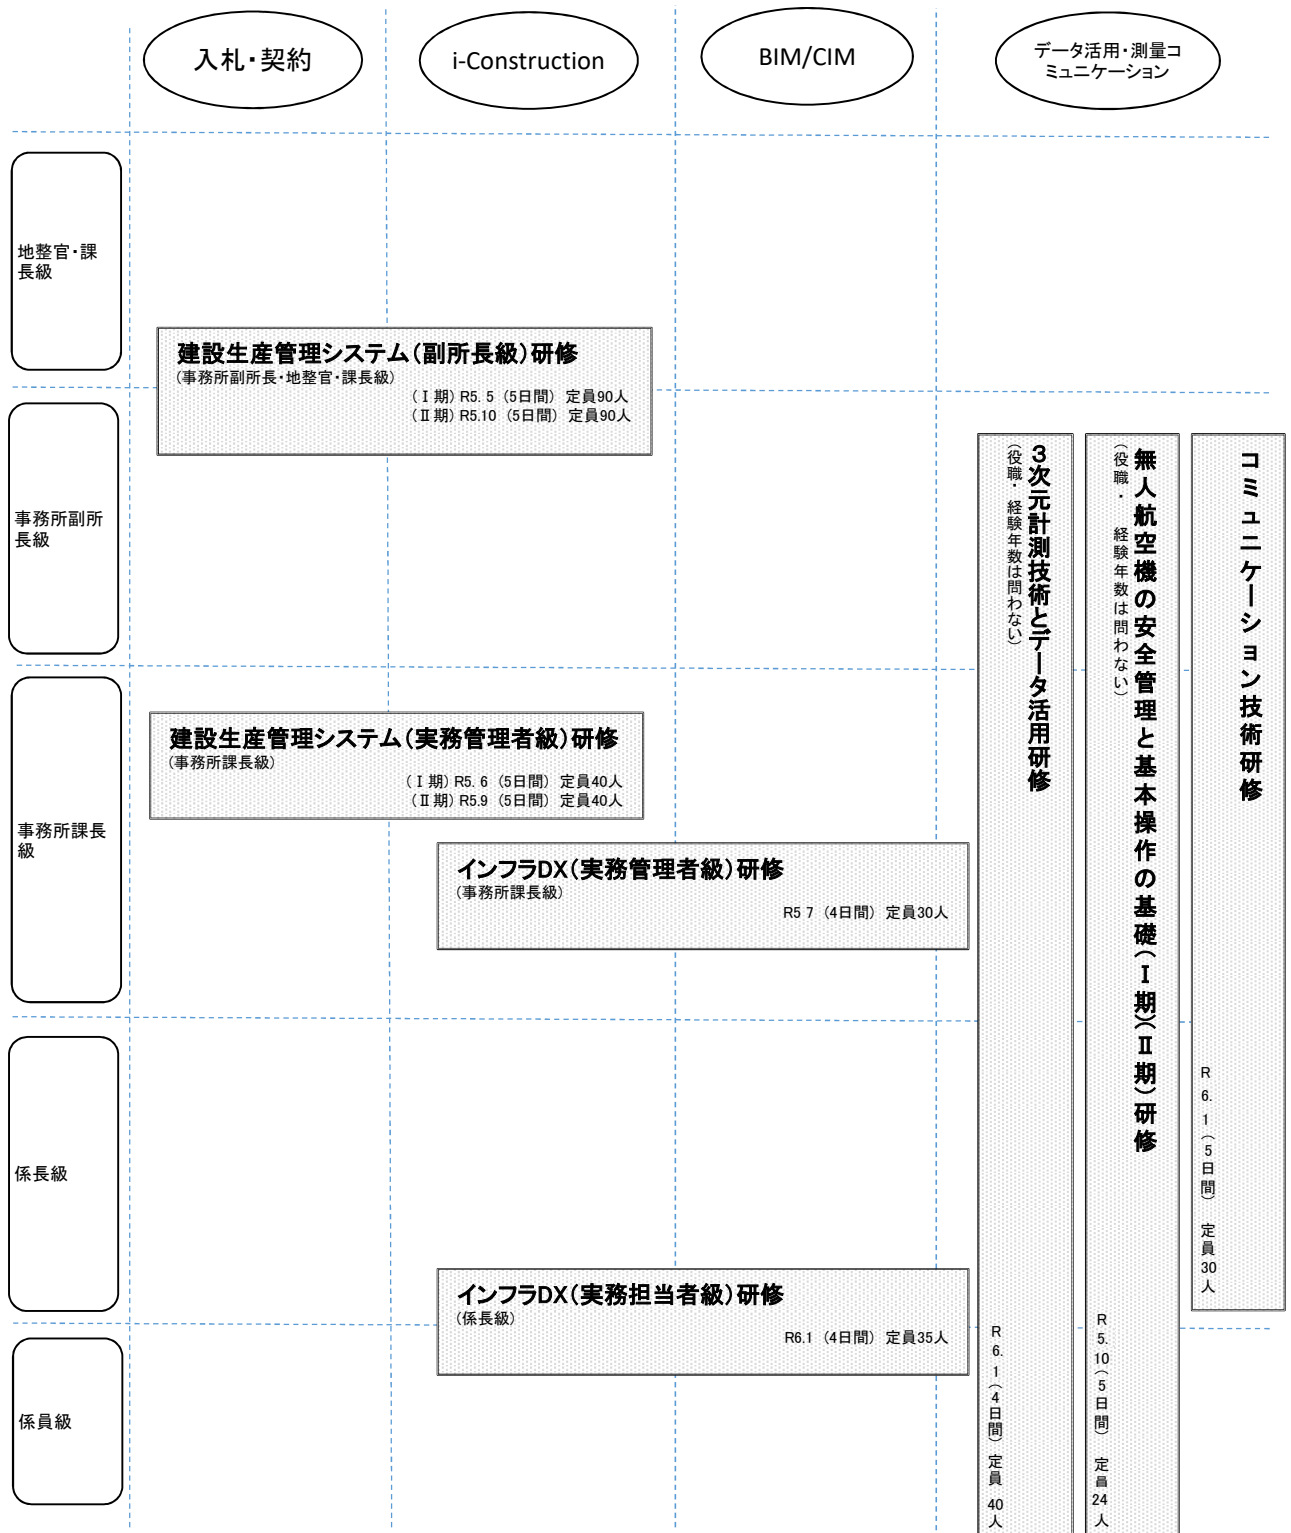 入札・契約
i-Construction
BIM/CIM
データ活用・測量コ
ミュニケーション
地整官・課
長級
建設生産管理システム(副所長級)研修
(事務所副所長・地整官・課長級)
(Ⅰ期) R5. 5 (5日間) 定員90人
(Ⅱ期) R5.10 (5日間) 定員90人
事務所副所
長級
事務所課長
級
建設生産管理システム(実務管理者級)研修
(事務所課長級)
(Ⅰ期) R5. 6 (5日間) 定員40人
(Ⅱ期) R5.9 (5日間) 定員40人
インフラDX(実務管理者級)研修
(事務所課長級)
R5 7 (4日間) 定員30人
係長級
インフラDX(実務担当者級)研修
(係長級)
R6.1 (4日間) 定員35人
係員級
3次元計測技術とデータ活用研修
(役職・経験年数は問わない)
R6.1(4日間) 定員 40人
無人航空機の安全管理と基本操作の基礎(Ⅰ期)(Ⅱ期)研修
(役職・経験年数は問わない)
R5.10(5日間) 定員24人
コミュニケーション技術研修
R6.1(5日間) 定員30人